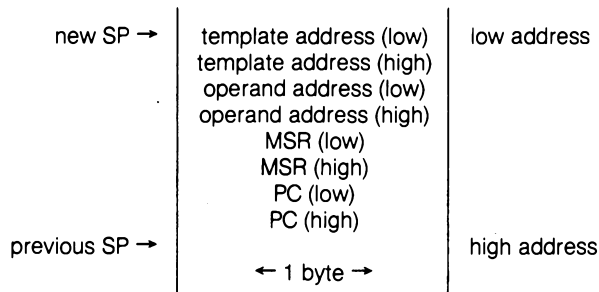 new SP → template address (low) low address
template address (high)
operand address (low)
operand address (high)
MSR (low)
MSR (high)
PC (low)
PC (high)
previous SP → high address
← 1 byte →